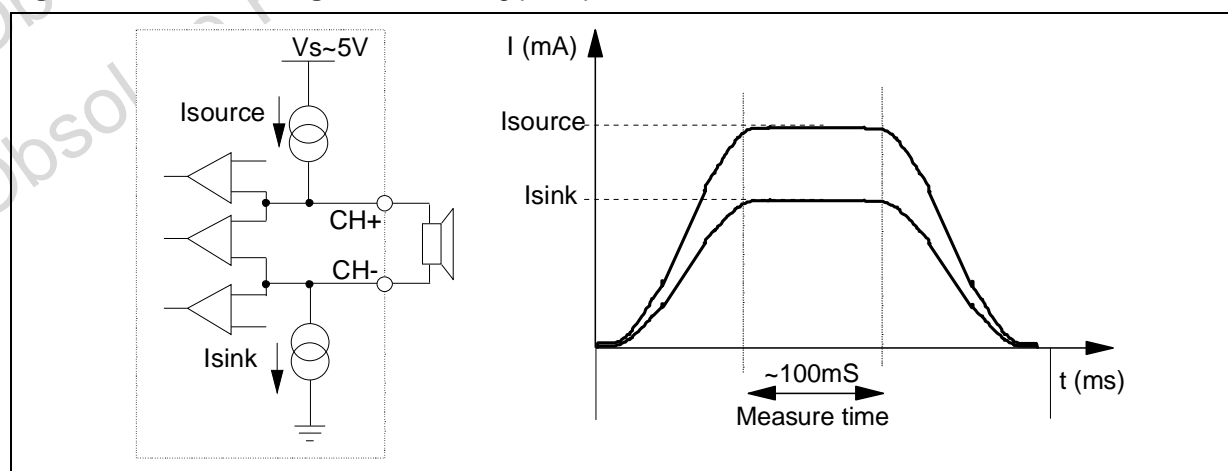 Vs~5V
Isource
CH+
CH-
Isink
I (mA)
Isource
Isink
~100mS
Measure time
t (ms)